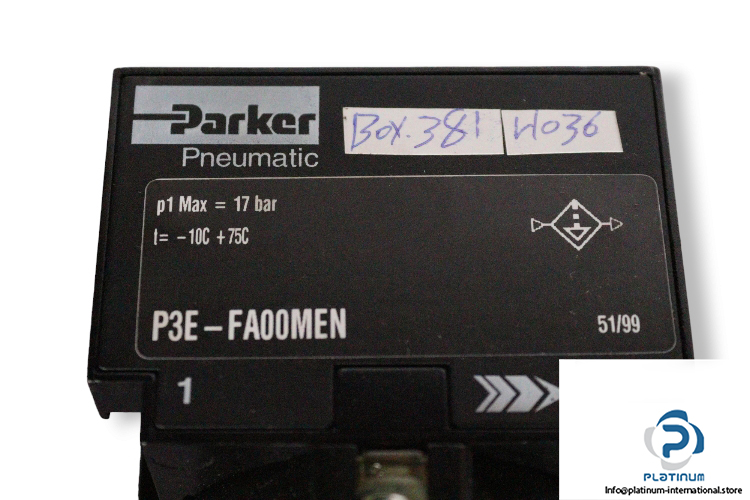 Parker
Pneumatic
Box.381 W036
p1 Max = 17 bar
t= -10C +75C
P3E-FA00MEN
51/99
1
PLATINUM
Info@platinum-international.store